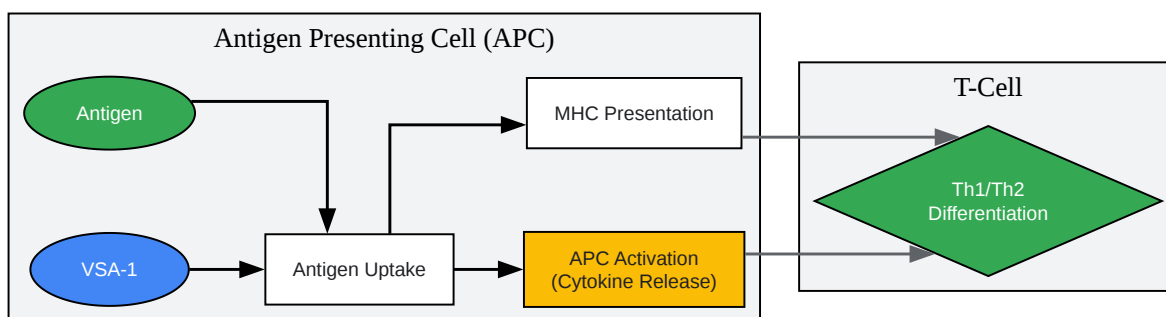 Antigen Presenting Cell (APC)
Antigen
MHC Presentation
VSA-1
Antigen Uptake
APC Activation
(Cytokine Release)
T-Cell
Th1/Th2
Differentiation